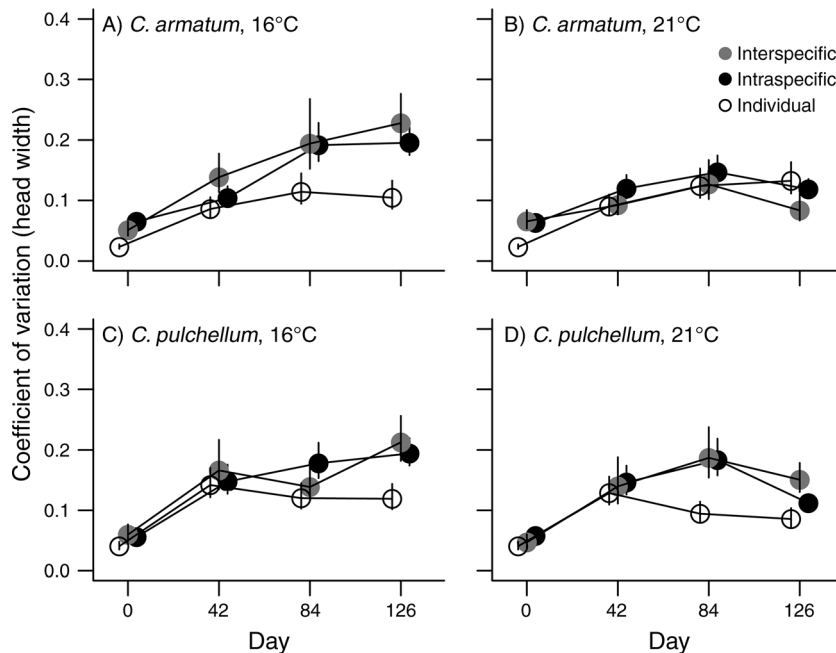 A) C. armatum, 16°C
B) C. armatum, 21°C
Interspecific
Intraspecific
Individual
0.4
0.3
0.2
0.1
0.0
C) C. pulchellum, 16°C
D) C. pulchellum, 21°C
0.4
0.3
0.2
0.1
0.0
Coefficient of variation (head width)
0 42 84 126
0 42 84 126
Day
Day